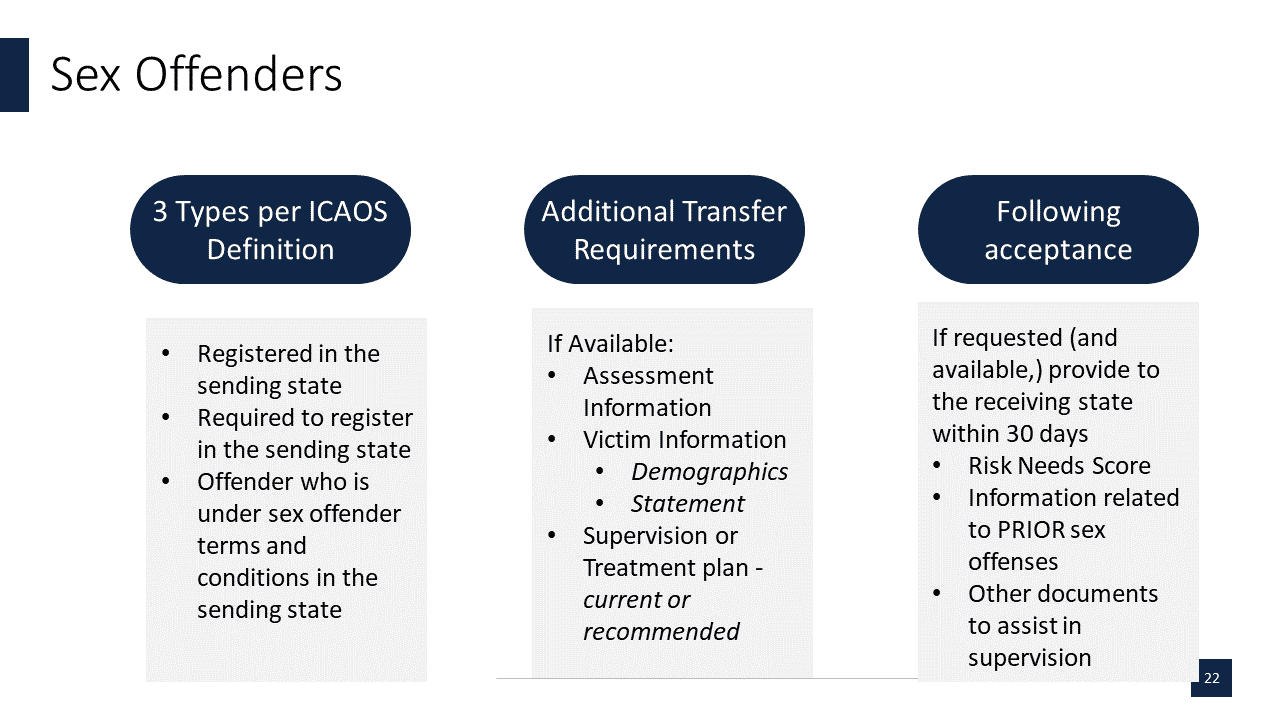 Sex Offenders
3 Types per ICAOS
Definition
• Registered in the
sending state
• Required to register
in the sending state
• Offender who is
under sex offender
terms and
conditions in the
sending state
Additional Transfer
Requirements
If Available:
• Assessment
Information
• Victim Information
• Demographics
• Statement
• Supervision or
Treatment plan -
current or
recommended
Following
acceptance
If requested (and
available,) provide to
the receiving state
within 30 days
• Risk Needs Score
• Information related
to PRIOR sex
offenses
• Other documents
to assist in
supervision
22